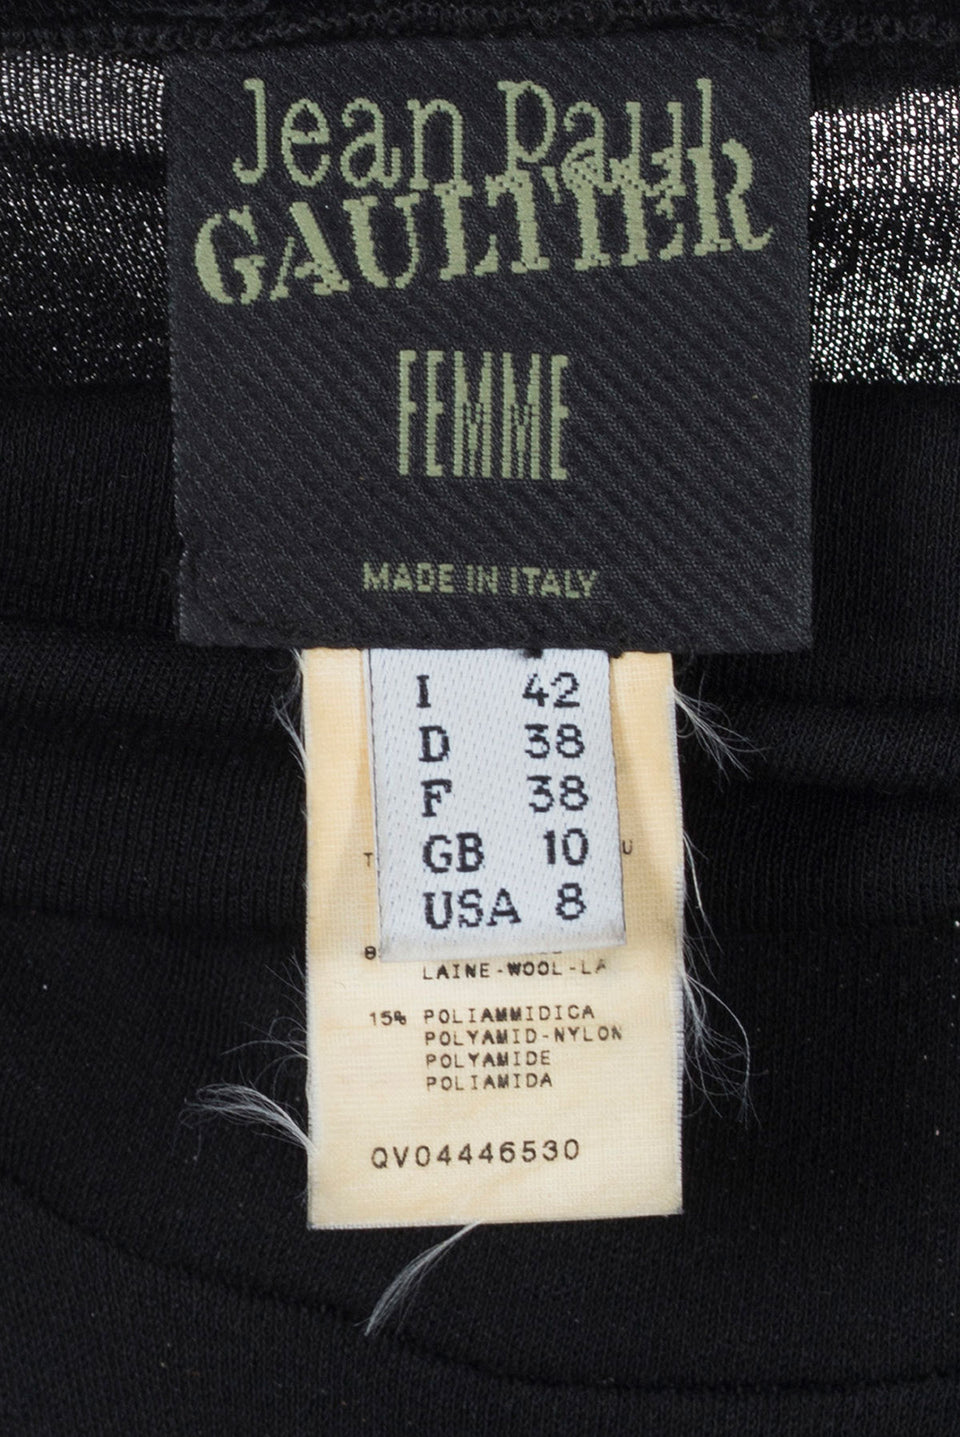 Jean Paul
GAULTIER
FEMME
MADE IN ITALY
I 42
D 38
F 38
GB 10
USA 8
T U
8
LAINE-WOOL-LA
15% POLIAMMIDICA
POLYAMID-NYLON
POLYAMIDE
POLIAMIDA
QV04446530